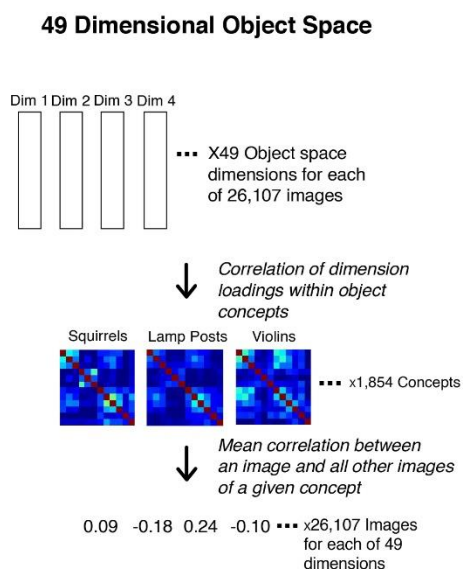 49 Dimensional Object Space
Dim 1 Dim 2 Dim 3 Dim 4
... X49 Object space
dimensions for each
of 26,107 images
Correlation of dimension
loadings within object
concepts
Squirrels Lamp Posts Violins
... x1,854 Concepts
Mean correlation between
an image and all other images
of a given concept
0.09 -0.18 0.24 -0.10 ... x26,107 Images
for each of 49
dimensions